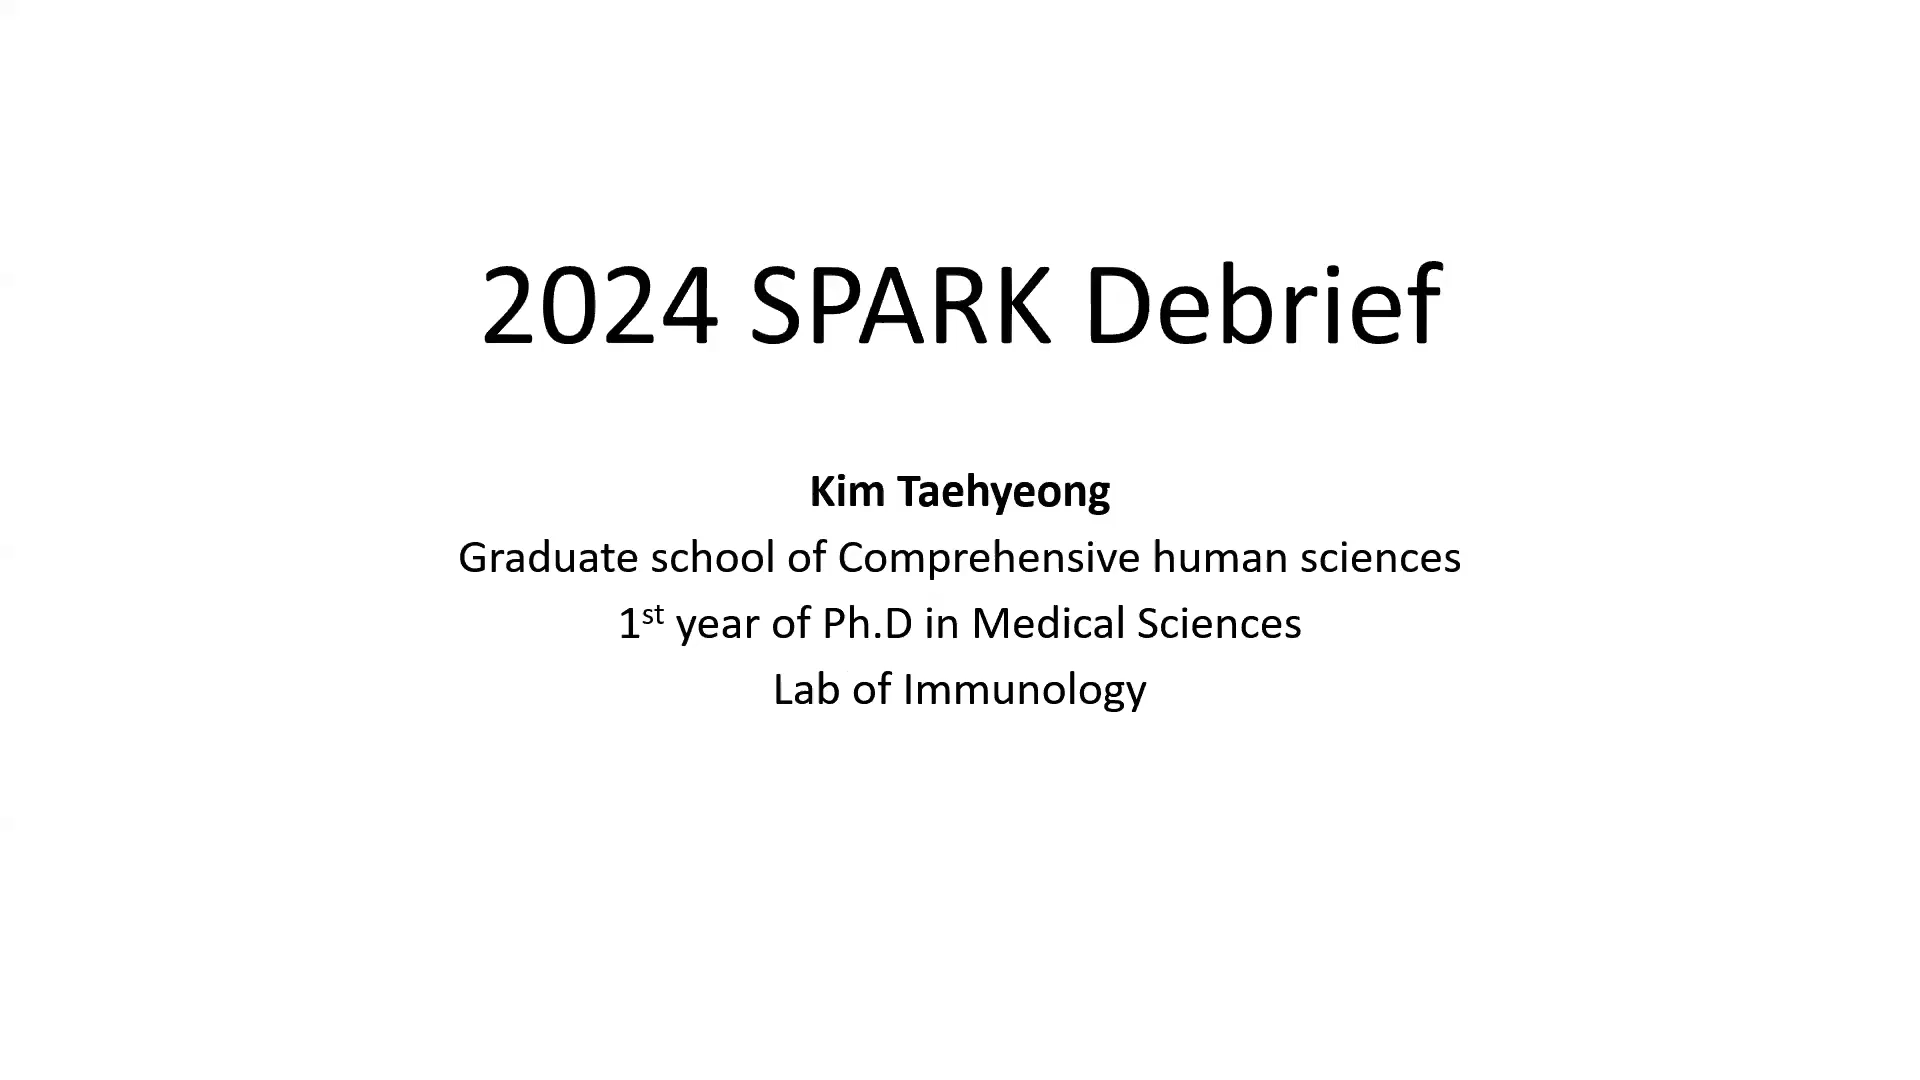 2024 SPARK Debrief
Kim Taehyeong
Graduate school of Comprehensive human sciences
1st year of Ph.D in Medical Sciences
Lab of Immunology